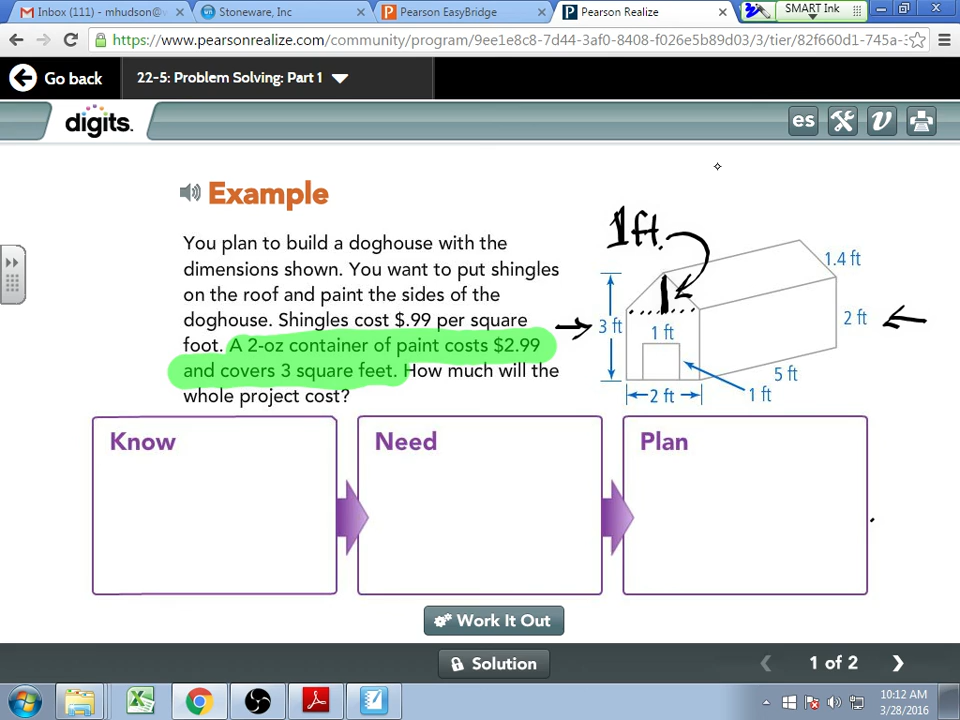 Inbox (111) - mhudson@
Stoneware, Inc
Pearson EasyBridge
Pearson Realize
SMART Ink
https://www.pearsonrealize.com/community/program/9ee1e8c8-7d44-3af0-8408-f026e5b89d03/3/tier/82f660d1-745a-3
Go back
22-5: Problem Solving: Part 1
digits.
es
V
Example
You plan to build a doghouse with the
dimensions shown. You want to put shingles
on the roof and paint the sides of the
doghouse. Shingles cost $.99 per square
foot. A 2-oz container of paint costs $2.99
and covers 3 square feet. How much will the
whole project cost?
1ft.
1.4 ft
3 ft
1 ft
2 ft
5 ft
2 ft
1 ft
Know
Need
Plan
Work It Out
Solution
1 of 2
10:12 AM
3/28/2016